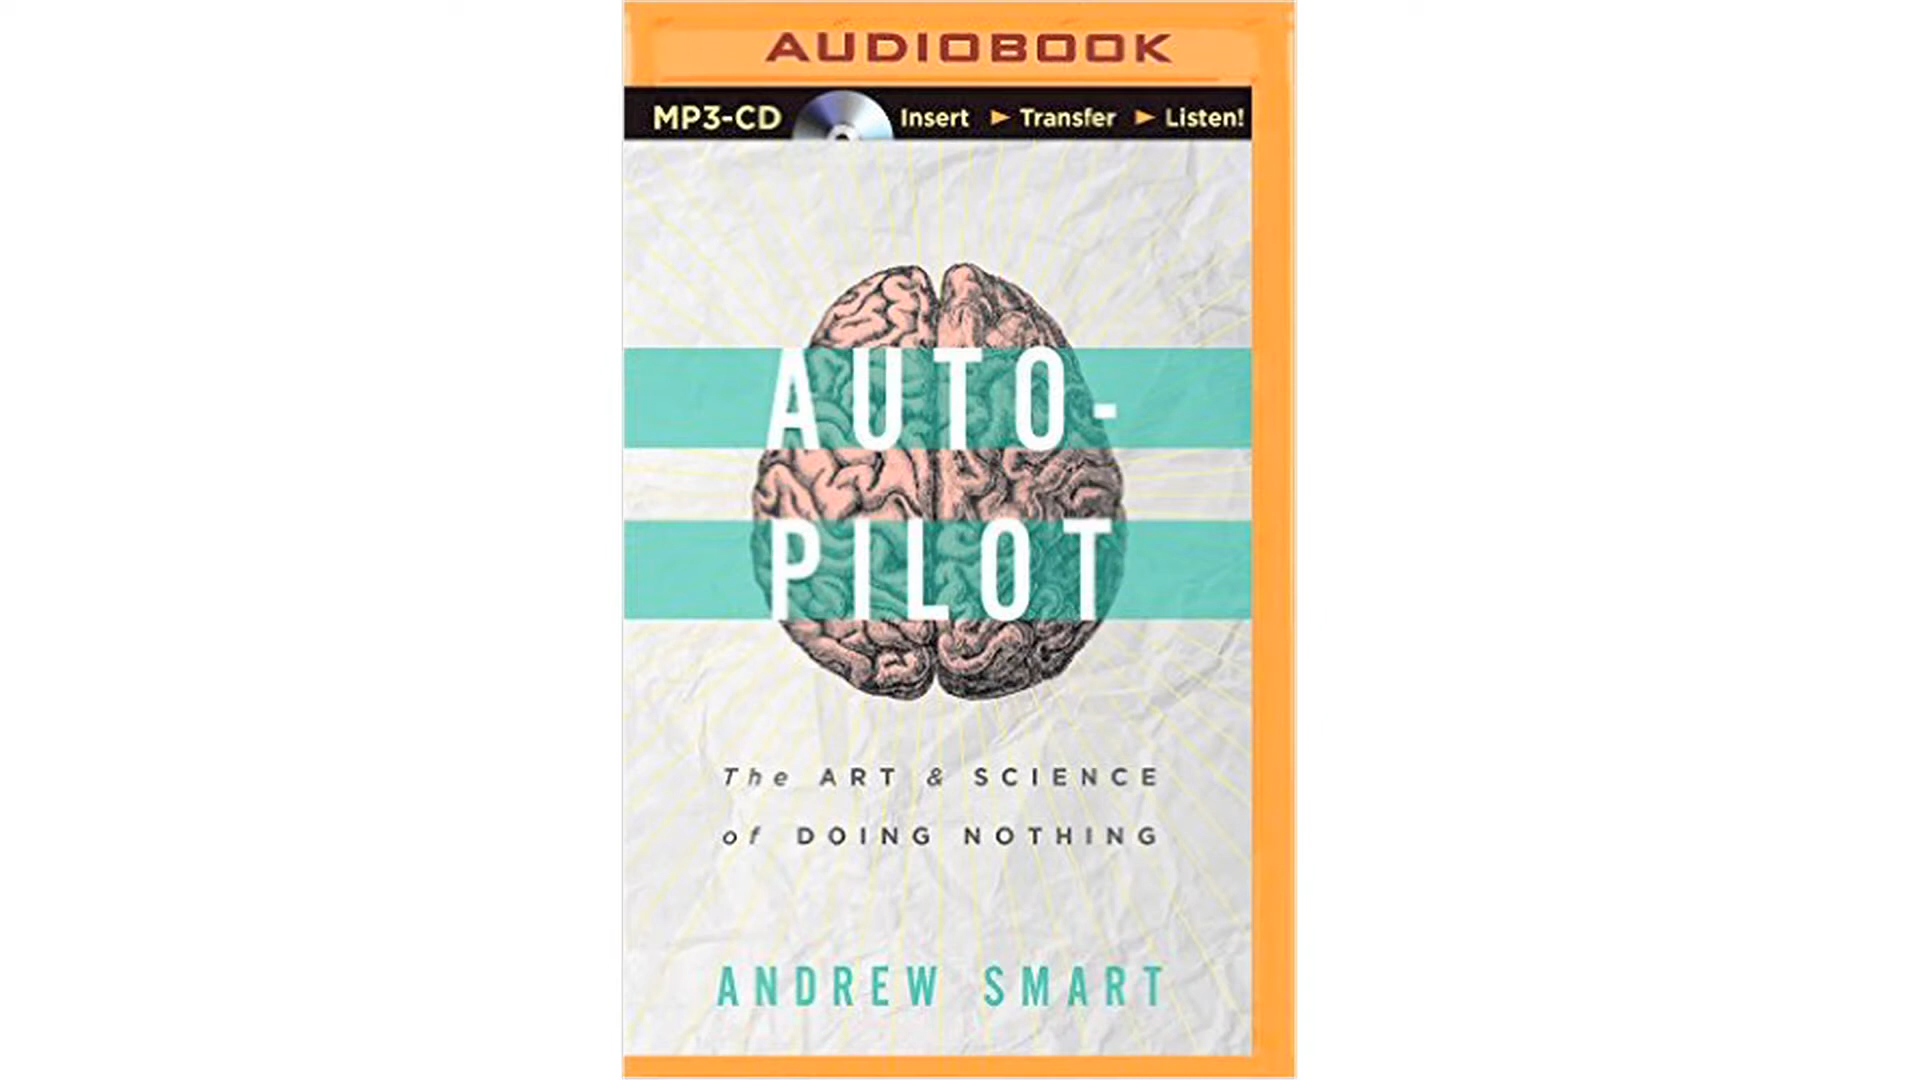 AUDIOBOOK
MP3-CD Insert Transfer Listen!
AUTO-
PILOT
The ART & SCIENCE
of DOING NOTHING
ANDREW SMART